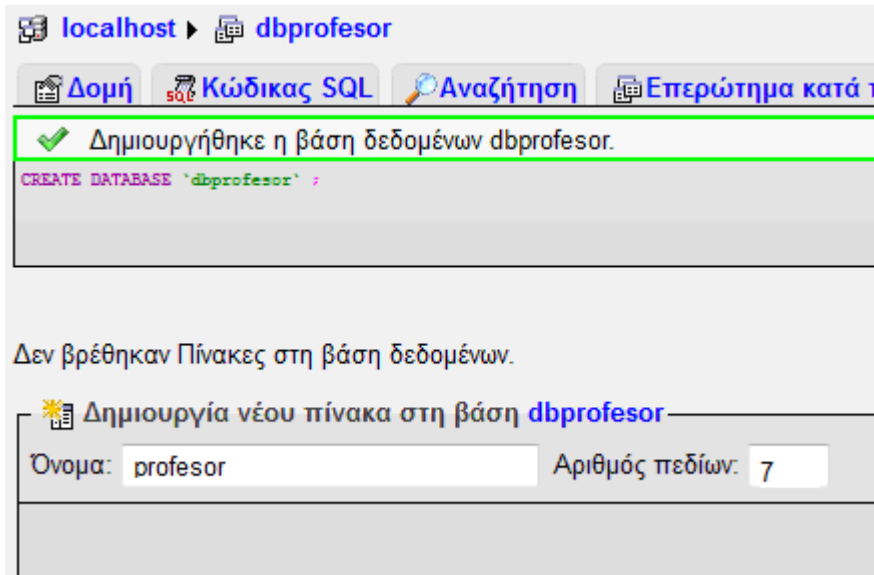 localhost ▸ dbprofesor
Δομή SQL Κώδικας SQL Αναζήτηση Επερώτημα κατά
Δημιουργήθηκε η βάση δεδομένων dbprofesor.
CREATE DATABASE `dbprofesor` ;
Δεν βρέθηκαν Πίνακες στη βάση δεδομένων.
Δημιουργία νέου πίνακα στη βάση dbprofesor
Όνομα: profesor Αριθμός πεδίων: 7